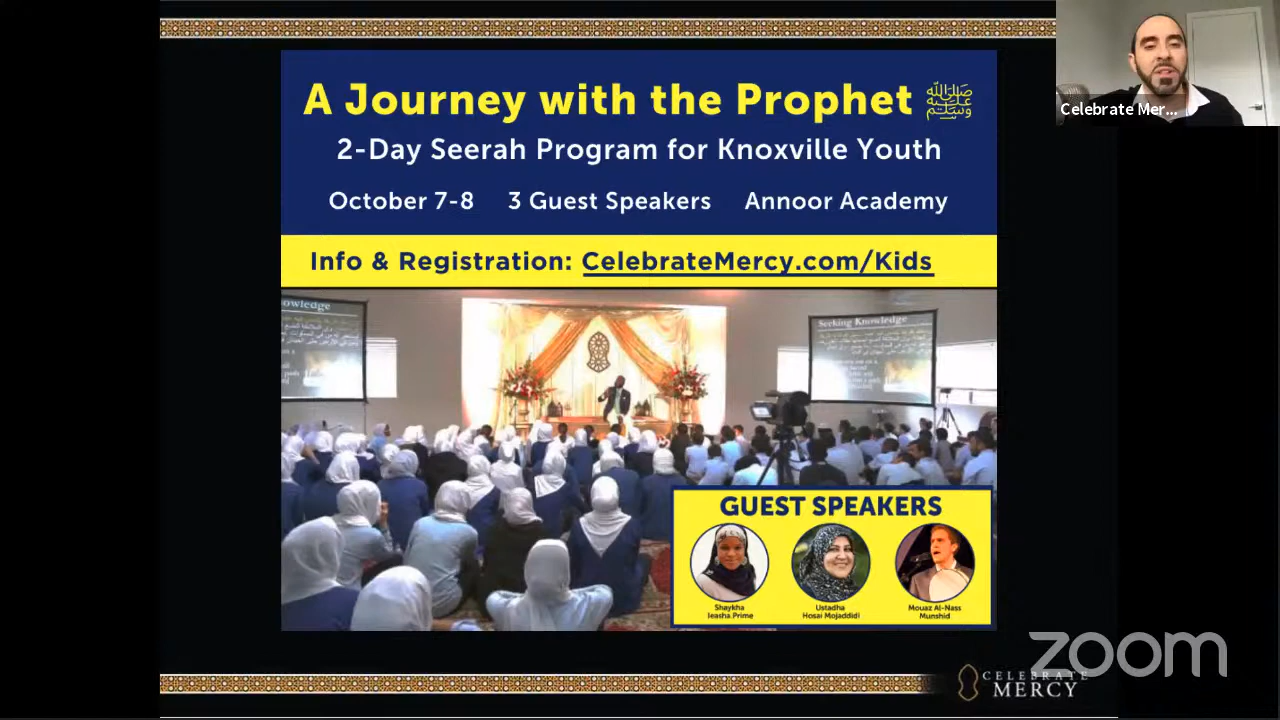 A Journey with the Prophet ﷺ
2-Day Seerah Program for Knoxville Youth
October 7-8 3 Guest Speakers Annoor Academy
Info & Registration: CelebrateMercy.com/Kids
Celebrate Mer...
owledge
Seeking Knowledge
GUEST SPEAKERS
Shaykha
Ieasha Prime
Ustadha
Hosai Mojaddidi
Mouaz Al-Nass
Munshid
zoom
CELEBRATE
MERCY